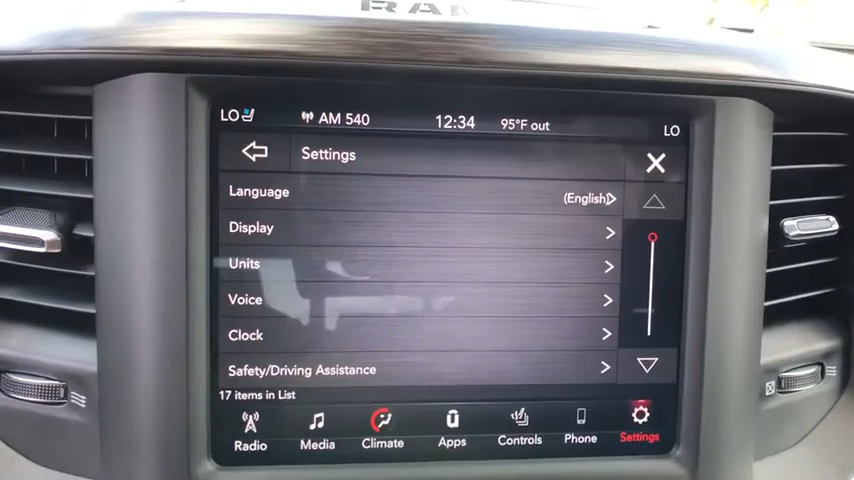 RAM
LO AM 540 12:34 95°F out LO
Settings
Language (English)
Display
Units
Voice
Clock
Safety/Driving Assistance
17 items in List
Radio Media Climate Apps Controls Phone Settings